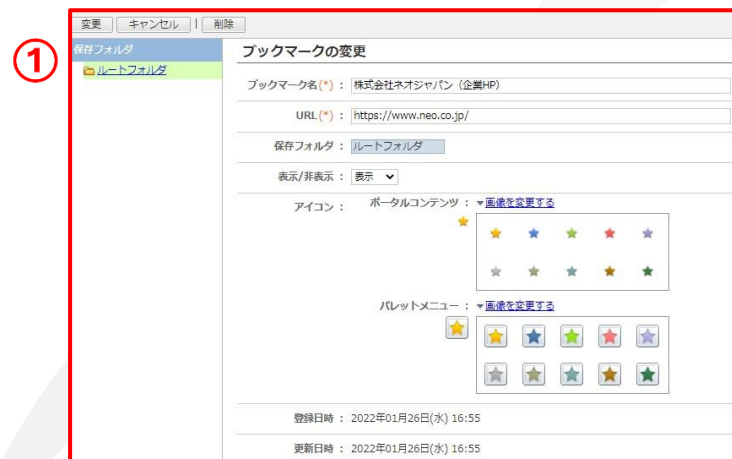 変更 キャンセル | 削除
①
保存フォルダ
ルートフォルダ
ブックマークの変更
ブックマーク名(*) : 株式会社ネオジャパン（企業HP）
URL(*) : https://www.neo.co.jp/
保存フォルダ : ルートフォルダ
表示/非表示 : 表示
アイコン : ポータルコンテンツ : ▼画像を変更する
パレットメニュー : ▼画像を変更する
登録日時 : 2022年01月26日(水) 16:55
更新日時 : 2022年01月26日(水) 16:55